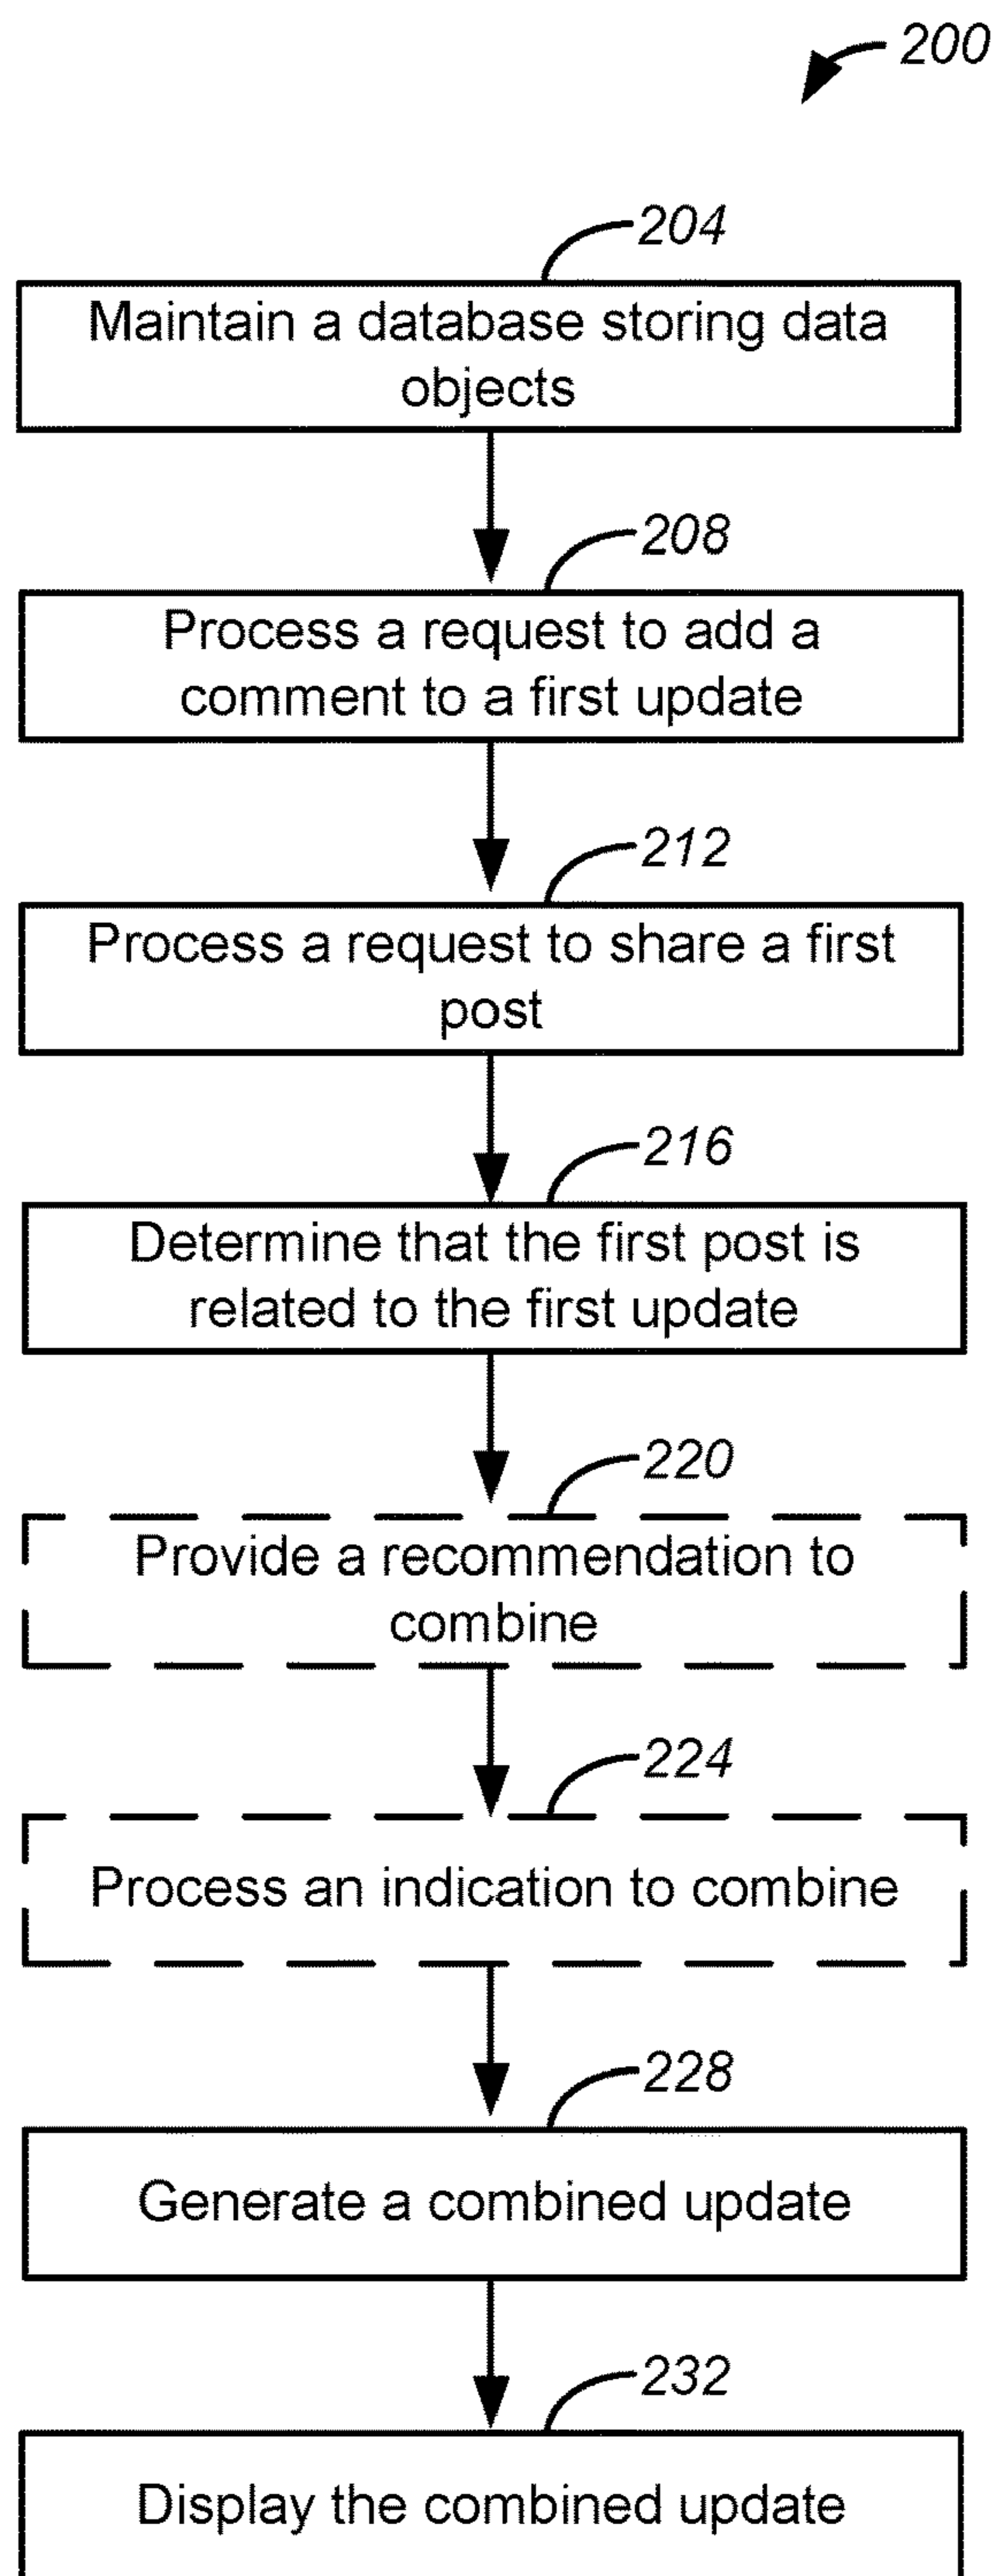 200
204
Maintain a database storing data
objects
208
Process a request to add a
comment to a first update
212
Process a request to share a first
post
216
Determine that the first post is
related to the first update
220
Provide a recommendation to
combine
224
Process an indication to combine
228
Generate a combined update
232
Display the combined update